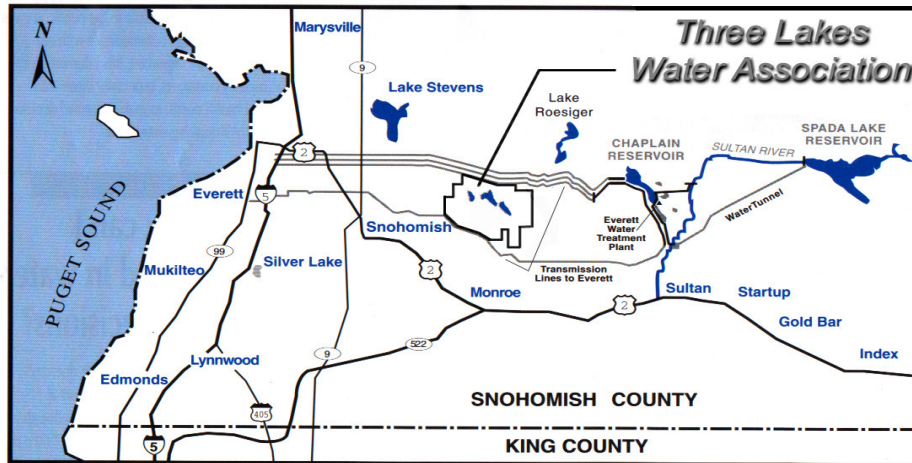 Three Lakes
Water Association
N
Marysville
9
Lake Stevens
Lake
Roesiger
CHAPLAIN
RESERVOIR
SULTAN RIVER
SPADA LAKE
RESERVOIR
2
Everett
5
Snohomish
Everett
Water
Treatment
Plant
Water Tunnel
PUGET SOUND
99
Mukilteo
Silver Lake
2
Transmission
Lines to Everett
Monroe
2
Sultan
Startup
Gold Bar
Index
522
9
Lynnwood
Edmonds
405
5
SNOHOMISH COUNTY
KING COUNTY